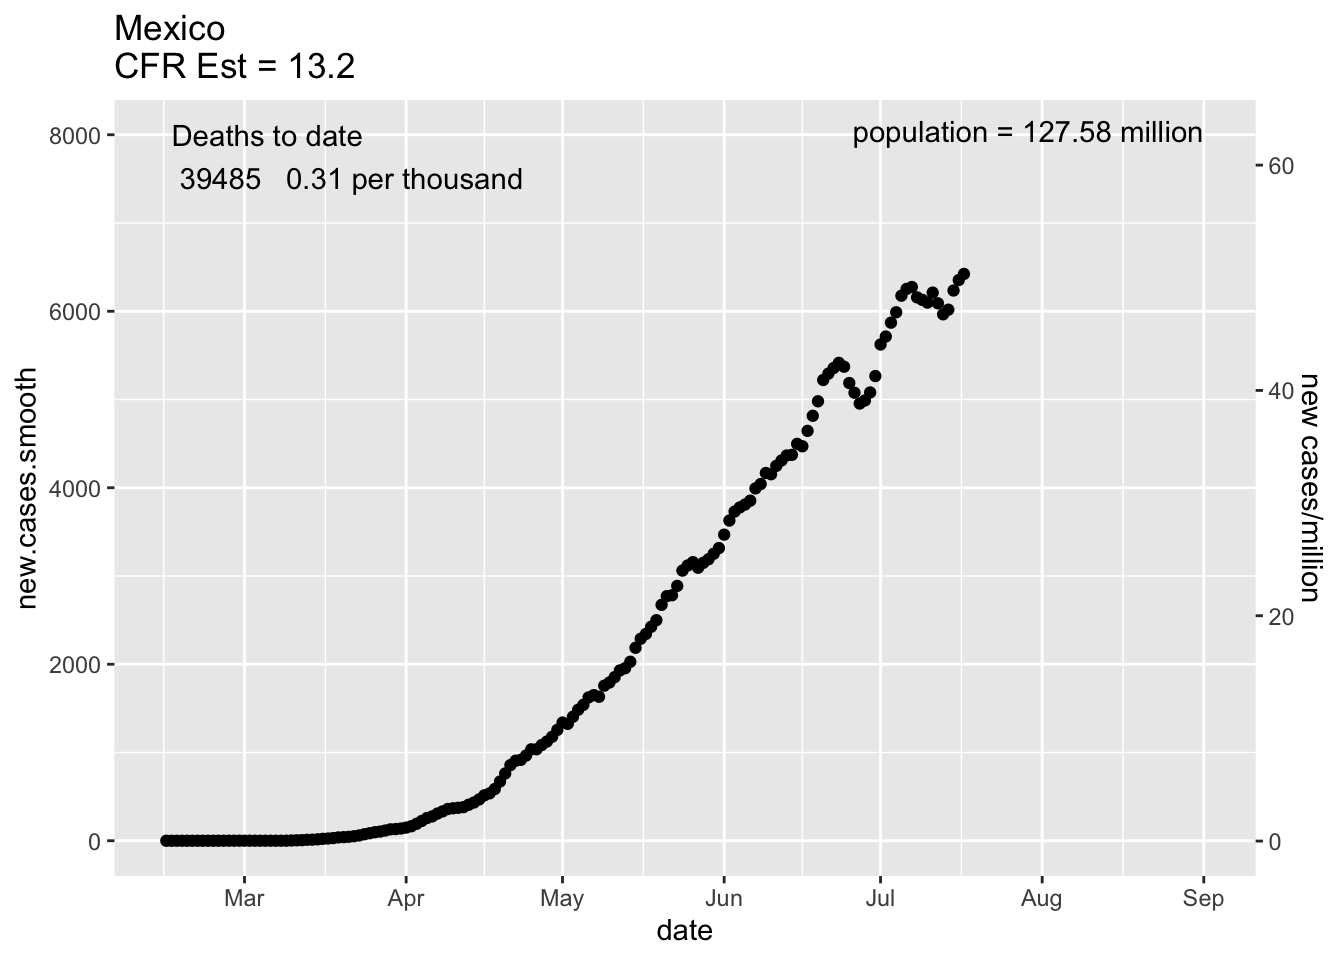 Mexico
CFR Est = 13.2
Deaths to date
39485 0.31 per thousand
population = 127.58 million
8000
6000
4000
2000
0
new.cases.smooth
60
40
20
0
new cases/million
Mar Apr May Jun Jul Aug Sep
date